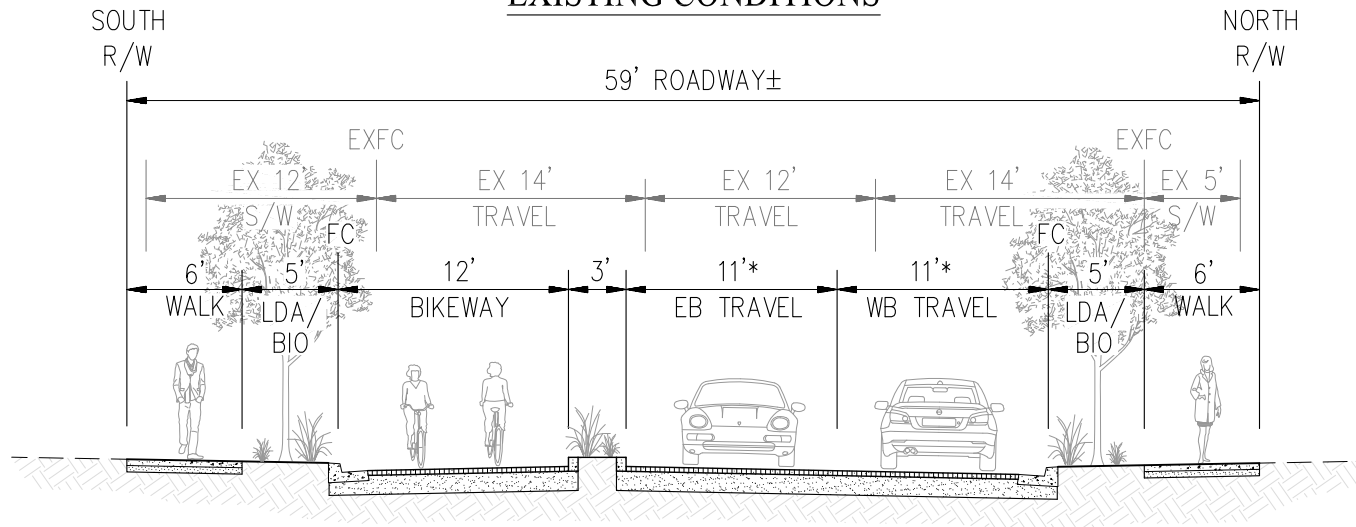 EXISTING CONDITIONS
SOUTH
R/W
NORTH
R/W
59' ROADWAY±
EXFC
EXFC
EX 12'
S/W
EX 14'
TRAVEL
EX 12'
TRAVEL
EX 14'
TRAVEL
EX 5'
S/W
FC
FC
6'
WALK
5'
LDA/
BIO
12'
BIKEWAY
3'
11'*
EB TRAVEL
11'*
WB TRAVEL
5'
LDA/
BIO
6'
WALK